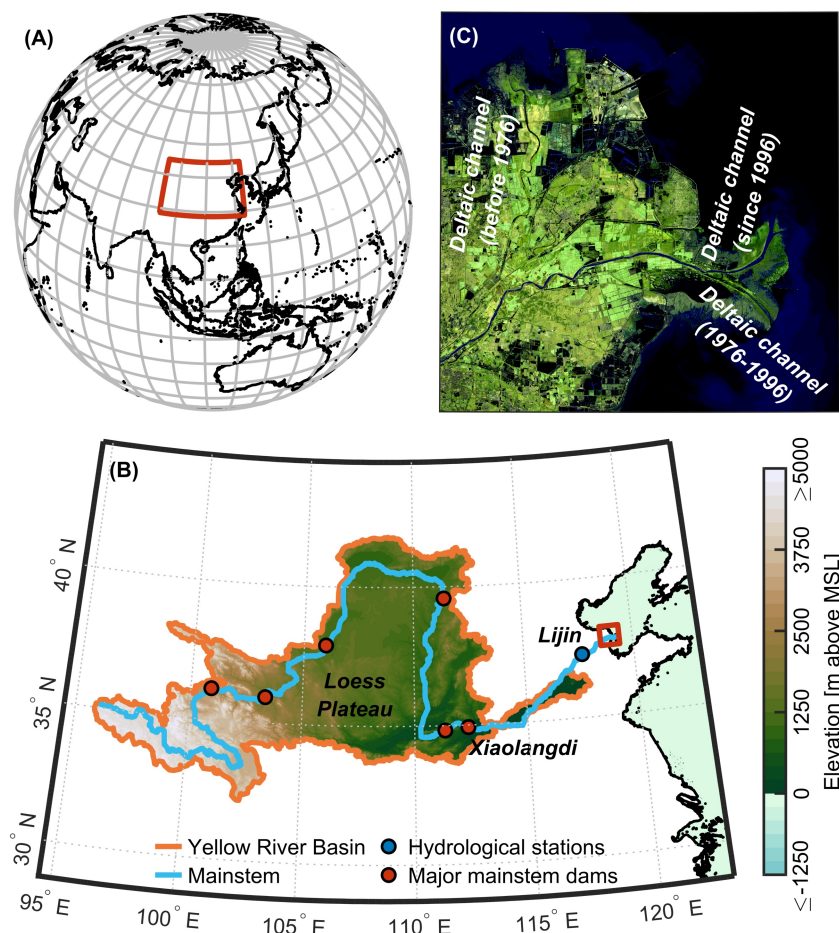 (A)
(C)
Deltaic channel
(before 1976)
Deltaic channel
(since 1996)
Deltaic channel
(1976-1996)
(B)
40° N
35° N
30° N
Lijin
Loess
Plateau
Xiaolangdi
Yellow River Basin
Hydrological stations
Mainstem
Major mainstem dams
95° E
100° E
105° E
110° E
115° E
120° E
≥ 5000
3750
2500
1250
0
≤-1250
Elevation [m above MSL]